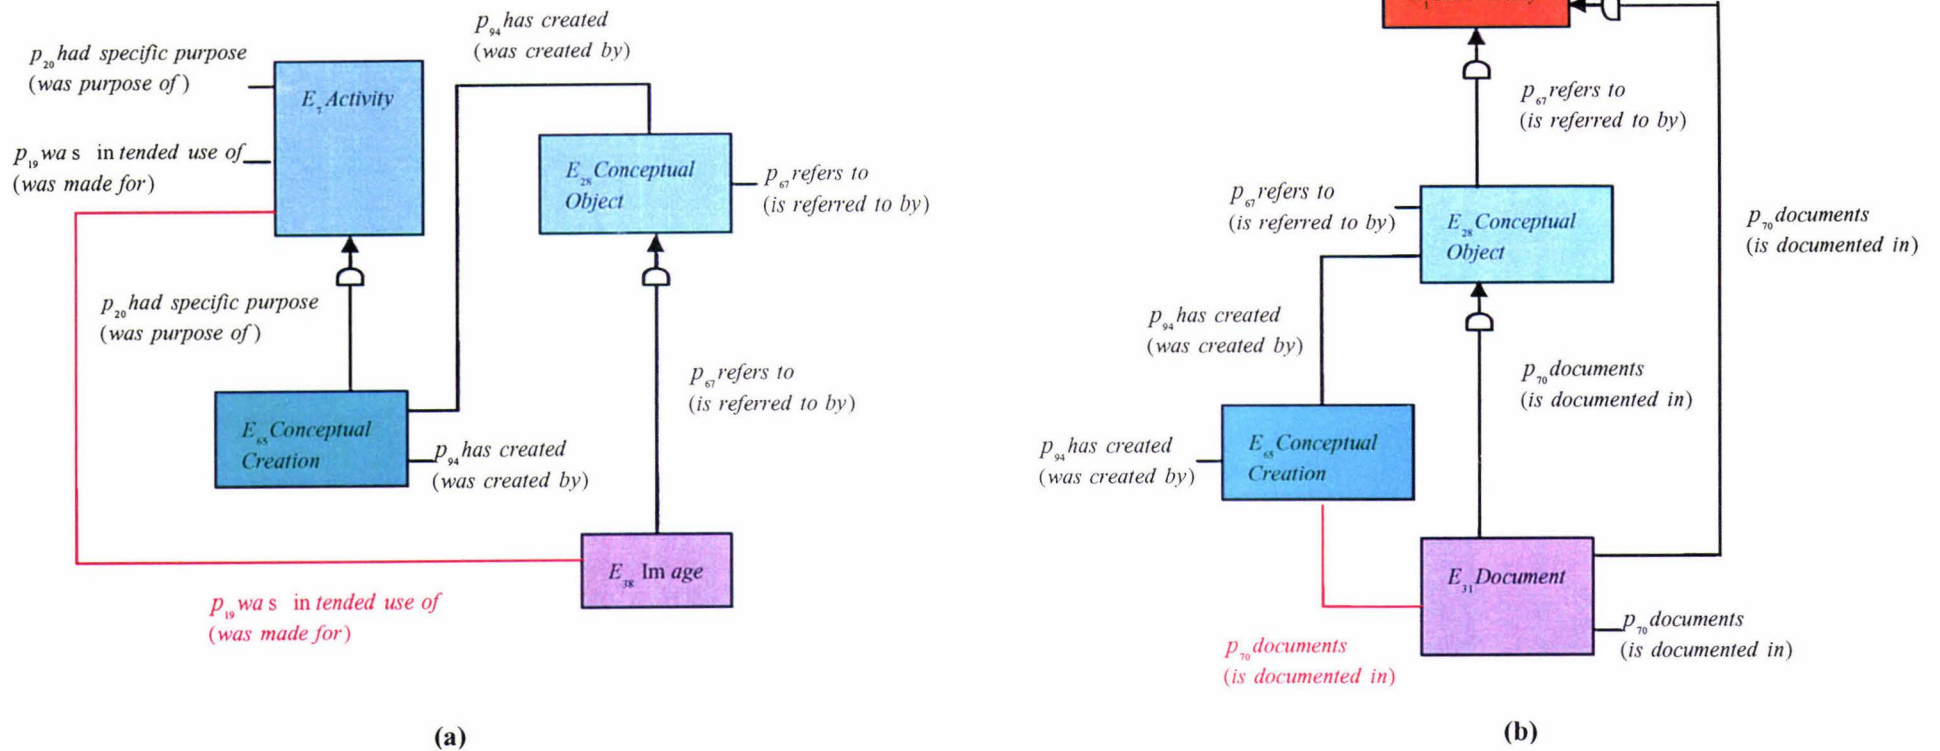 p94 has created
(was created by)
p20 had specific purpose
(was purpose of)
E7 Activity
p19 was in tended use of
(was made for)
E28 Conceptual
Object
p67 refers to
(is referred to by)
p20 had specific purpose
(was purpose of)
p67 refers to
(is referred to by)
E65 Conceptual
Creation
p94 has created
(was created by)
E38 Im age
p19 was in tended use of
(was made for)
(a)
p67 refers to
(is referred to by)
p67 refers to
(is referred to by)
E28 Conceptual
Object
p70 documents
(is documented in)
p94 has created
(was created by)
p70 documents
(is documented in)
p94 has created
(was created by)
E65 Conceptual
Creation
E31 Document
p70 documents
(is documented in)
p70 documents
(is documented in)
(b)